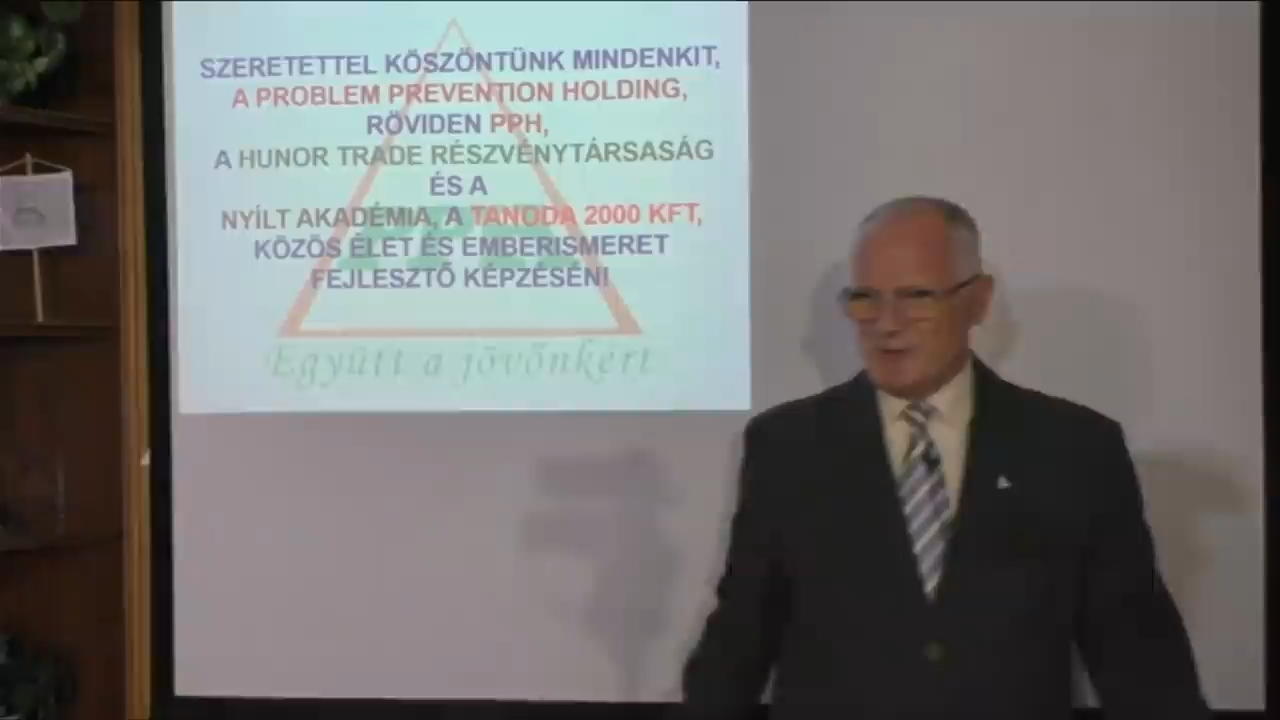 SZERETETTEL KÖSZÖNTÜNK MINDENKIT,
A PROBLEM PREVENTION HOLDING,
RÖVIDEN PPH,
A HUNOR TRADE RÉSZVÉNYTÁRSASÁG
ÉS A
NYÍLT AKADÉMIA, A TANODA 2000 KFT,
KÖZÖS ÉLET ÉS EMBERISMERET
FEJLESZTŐ KÉPZÉSÉN!
Együtt a jövőnkért